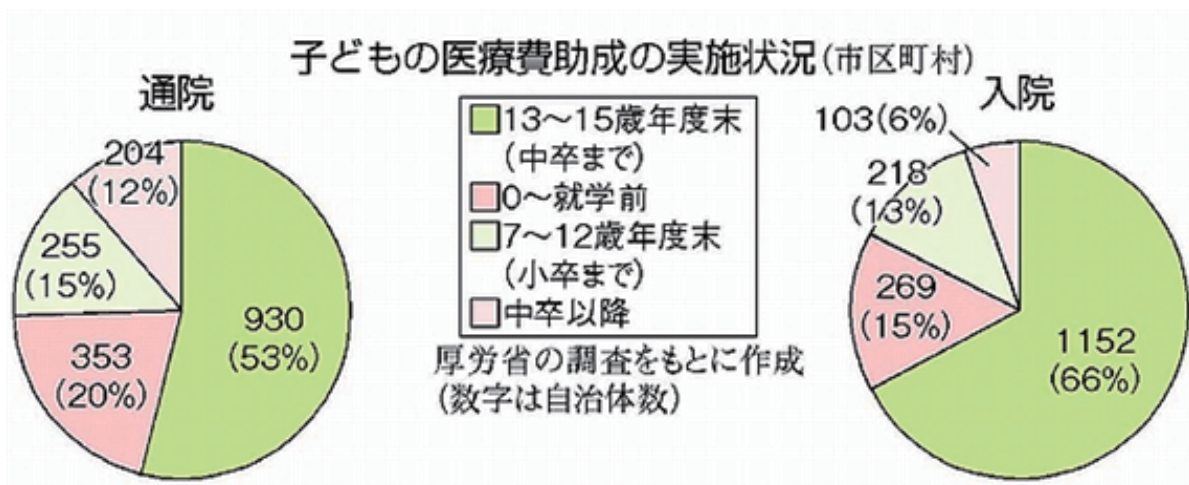 子どもの医療費助成の実施状況(市区町村)
通院
204
(12%)
255
(15%)
353
(20%)
930
(53%)
13〜15歳年度末
(中卒まで)
0〜就学前
7〜12歳年度末
(小卒まで)
中卒以降
厚労省の調査をもとに作成
(数字は自治体数)
入院
103(6%)
218
(13%)
269
(15%)
1152
(66%)